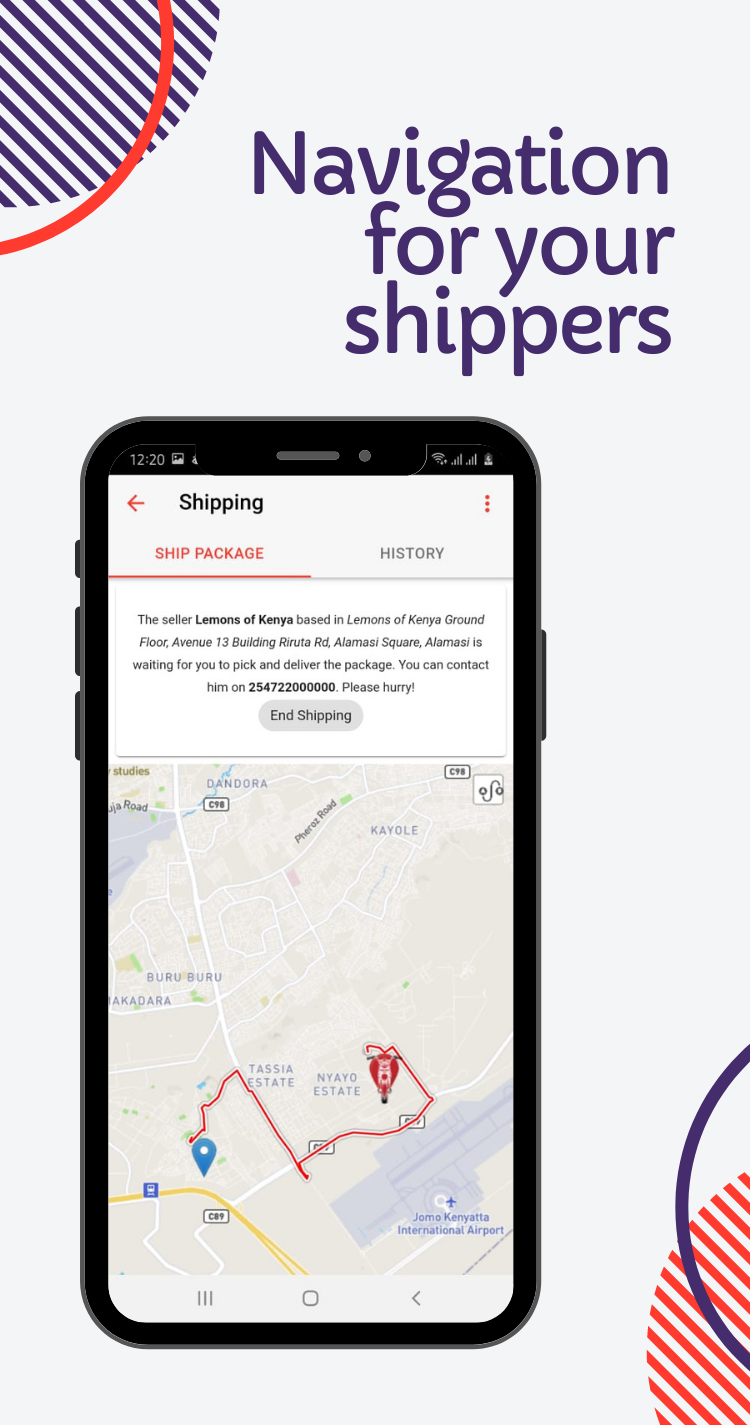 Navigation
for your
shippers
12:20
Shipping
SHIP PACKAGE
HISTORY
The seller Lemons of Kenya based in Lemons of Kenya Ground
Floor, Avenue 13 Building Riruta Rd, Alamasi Square, Alamasi is
waiting for you to pick and deliver the package. You can contact
him on 254722000000. Please hurry!
End Shipping
studies
C98
DANDORA
C98
uja Road
Pheroz Road
KAYOLE
BURU BURU
MAKADARA
TASSIA
ESTATE
NYAYO
ESTATE
C89
Jomo Kenyatta
International Airport